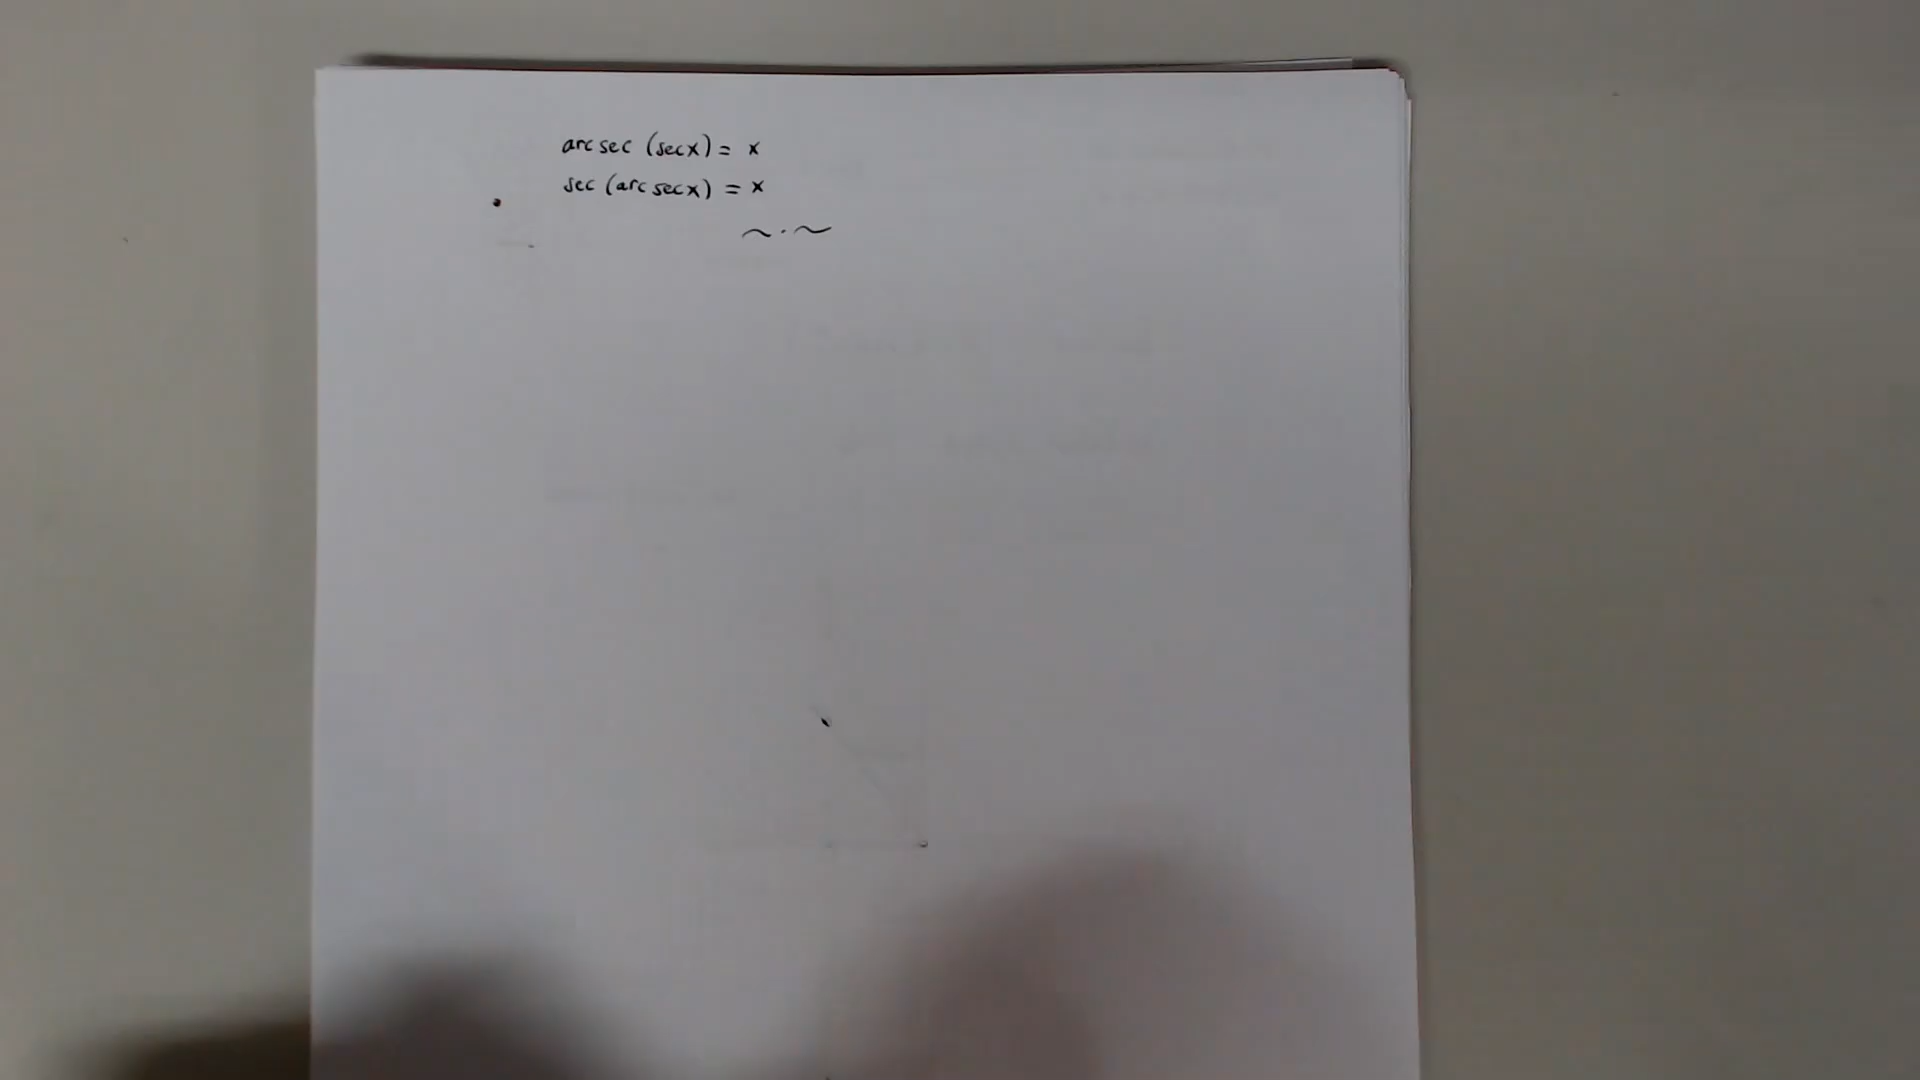 arcsec (secx) = x
sec (arcsecx) = x
~ · ~